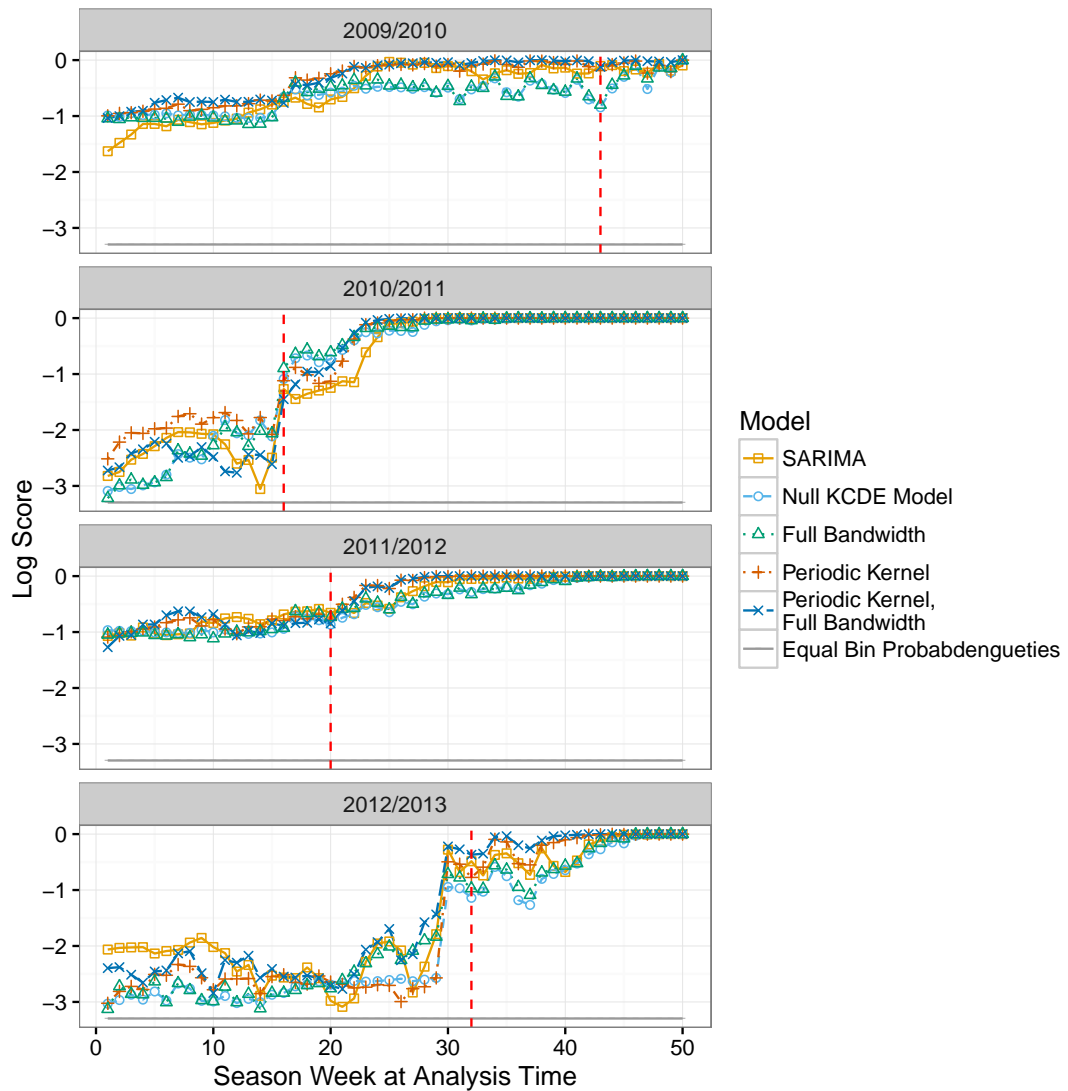 2009/2010
0
−1
−2
−3
2010/2011
0
−1
−2
−3
2011/2012
0
−1
−2
−3
2012/2013
0
−1
−2
−3
0 10 20 30 40 50
Season Week at Analysis Time
Log Score
Model
SARIMA
Null KCDE Model
Full Bandwidth
Periodic Kernel
Periodic Kernel,
Full Bandwidth
Equal Bin Probabdengueties